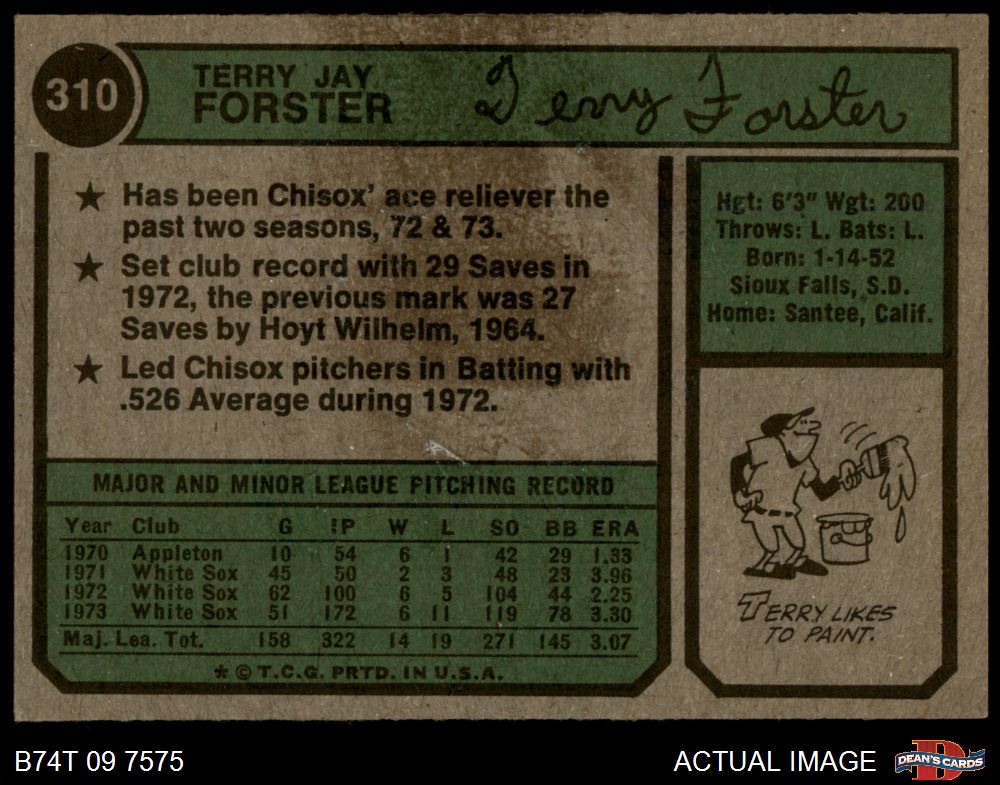 310
TERRY JAY
FORSTER
Terry Forster
★ Has been Chisox' ace reliever the
past two seasons, 72 & 73.
★ Set club record with 29 Saves in
1972, the previous mark was 27
Saves by Hoyt Wilhelm, 1964.
★ Led Chisox pitchers in Batting with
.526 Average during 1972.
Hgt: 6'3" Wgt: 200
Throws: L. Bats: L.
Born: 1-14-52
Sioux Falls, S.D.
Home: Santee, Calif.
MAJOR AND MINOR LEAGUE PITCHING RECORD
Year Club G IP W L SO BB ERA
1970 Appleton 10 54 6 1 42 29 1.33
1971 White Sox 45 50 2 3 48 23 3.96
1972 White Sox 62 100 6 5 104 44 2.25
1973 White Sox 51 172 6 11 119 78 3.30
Maj. Lea. Tot. 158 322 14 19 271 145 3.07
* © T.C.G. PRTD. IN U.S.A.
TERRY LIKES
TO PAINT.
B74T 09 7575
ACTUAL IMAGE
D
DEAN'S CARDS